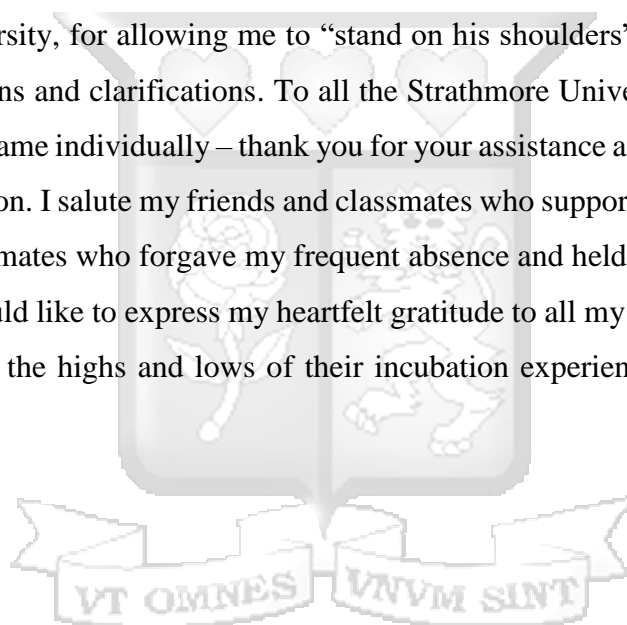 rsity, for allowing me to “stand on his shoulders”
ns and clarifications. To all the Strathmore Unive
ame individually – thank you for your assistance a
on. I salute my friends and classmates who suppor
mates who forgave my frequent absence and held
uld like to express my heartfelt gratitude to all my
the highs and lows of their incubation experien
VT OMNES VNVM SINT